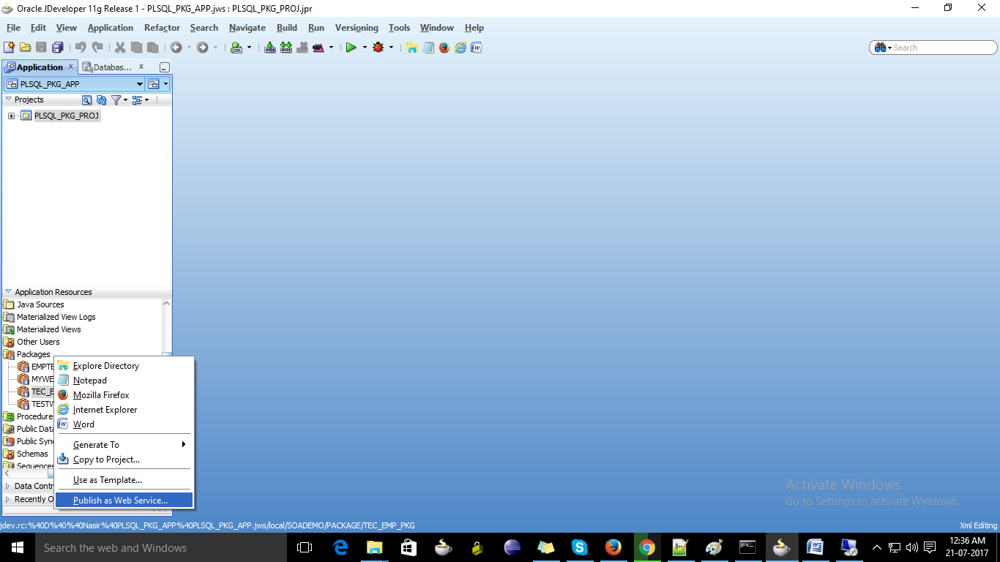 Oracle JDeveloper 11g Release 1 - PLSQL_PKG_APP.jws : PLSQL_PKG_PROJ.jpr
File Edit View Application Refactor Search Navigate Build Run Versioning Tools Window Help
Search
Application x Databas... x
PLSQL_PKG_APP
Projects
PLSQL_PKG_PROJ
Application Resources
Java Sources
Materialized View Logs
Materialized Views
Other Users
Packages
EMPTE
MYWE
TEC_E
TESTW
Procedure
Public Data
Public Syn
Schemas
Sequences
Data Contr
Recently O
Explore Directory
Notepad
Mozilla Firefox
Internet Explorer
Word
Generate To
Copy to Project...
Use as Template...
Publish as Web Service...
Activate Windows
Go to Settings to activate Windows.
jdev.rc:%40D%40%40Nasir%40PLSQL_PKG_APP%40PLSQL_PKG_APP.jws/local/SOADEMO/PACKAGE/TEC_EMP_PKG
Xml Editing
Search the web and Windows
12:36 AM
21-07-2017